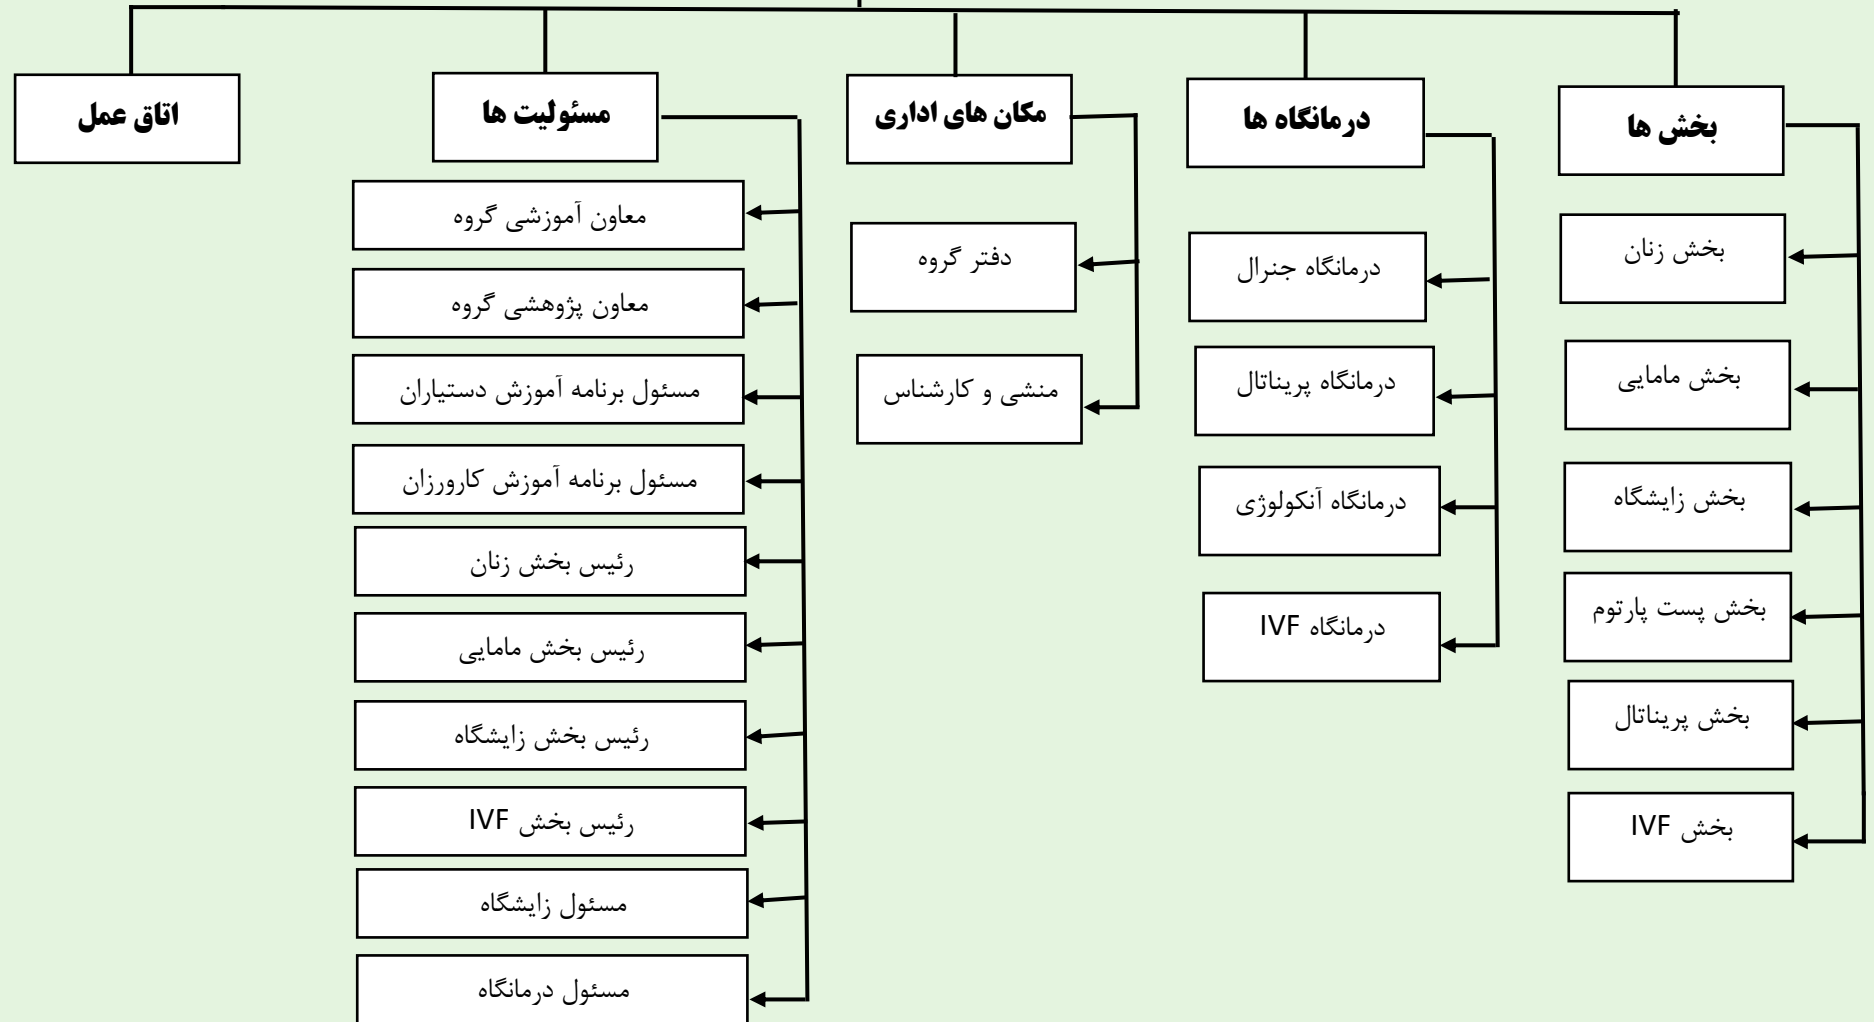 بخش ها
بخش زنان
بخش مامایی
بخش زایشگاه
بخش پست پارتوم
بخش پریناتال
بخش IVF
درمانگاه ها
درمانگاه جنرال
درمانگاه پریناتال
درمانگاه آنکولوژی
درمانگاه IVF
مکان های اداری
دفتر گروه
منشی و کارشناس
مسئولیت ها
معاون آموزشی گروه
معاون پژوهشی گروه
مسئول برنامه آموزش دستیاران
مسئول برنامه آموزش کارورزان
رئیس بخش زنان
رئیس بخش مامایی
رئیس بخش زایشگاه
رئیس بخش IVF
مسئول زایشگاه
مسئول درمانگاه
اتاق عمل